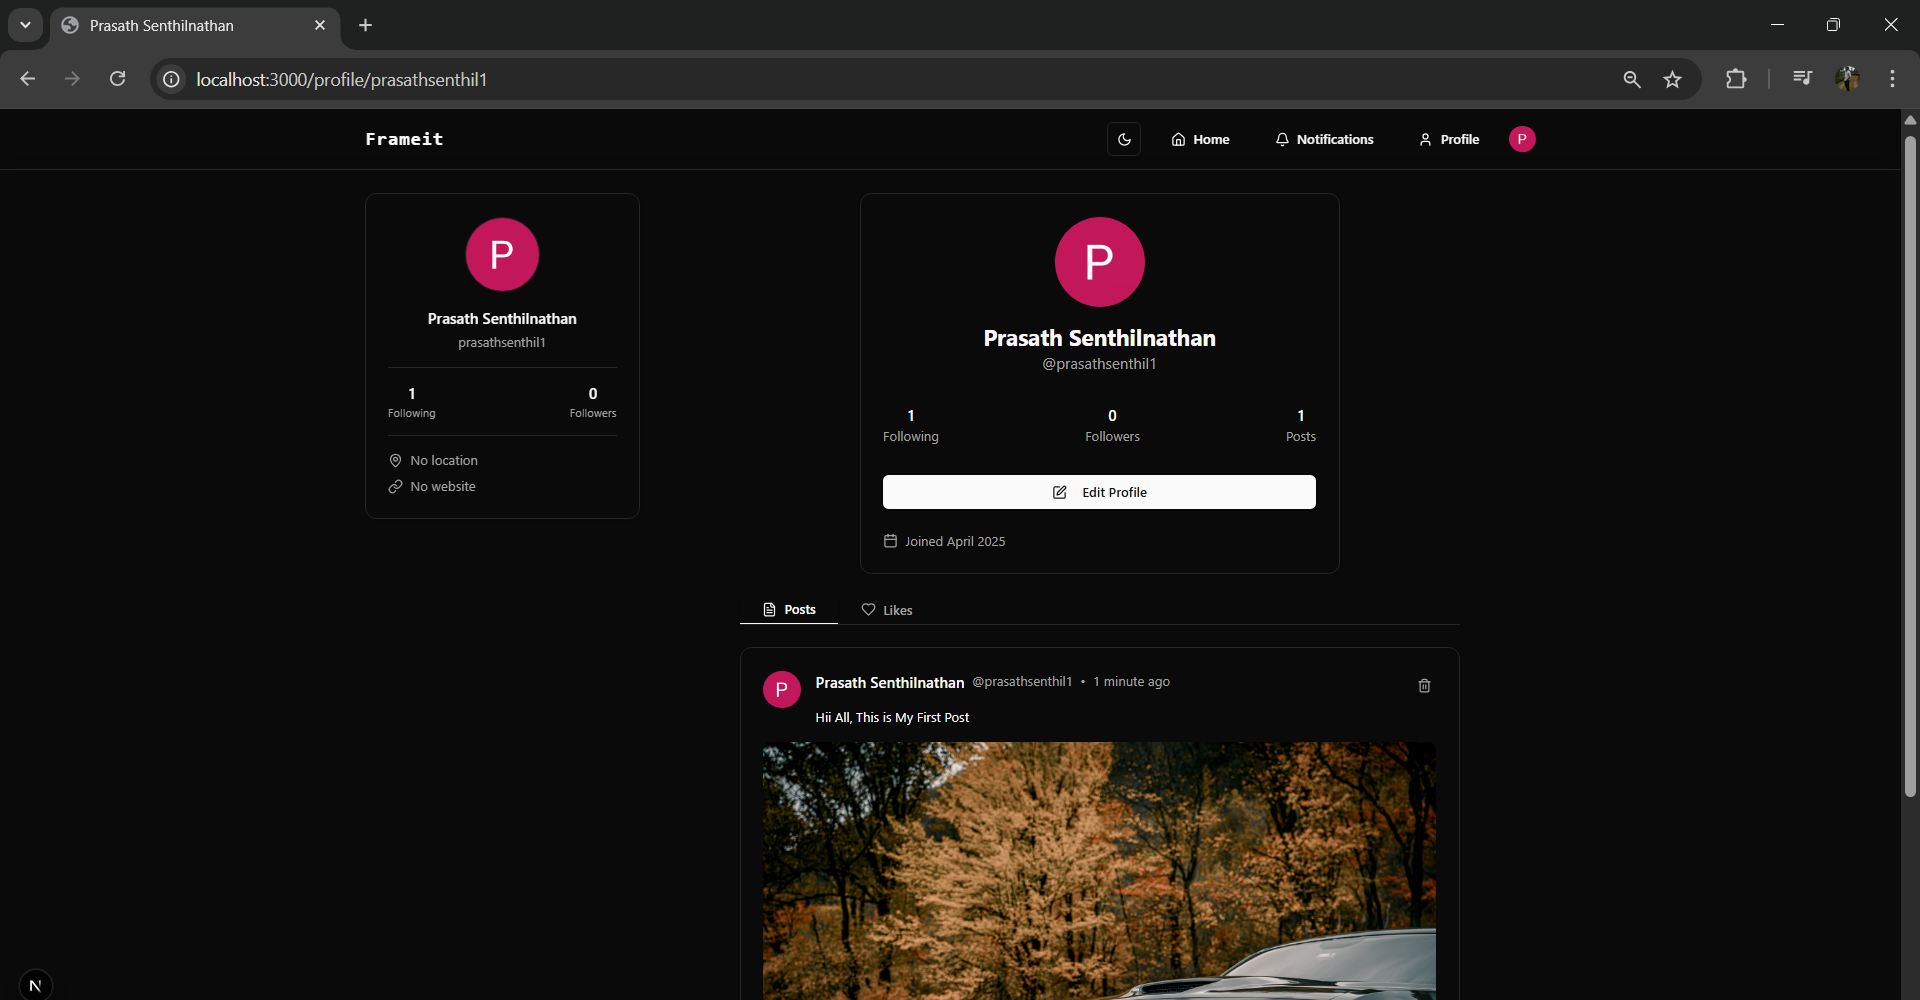 Prasath Senthilnathan
localhost:3000/profile/prasathsenthil1
Frameit
Home
Notifications
Profile
P
P
Prasath Senthilnathan
prasathsenthil1
1
Following
0
Followers
No location
No website
P
Prasath Senthilnathan
@prasathsenthil1
1
Following
0
Followers
1
Posts
Edit Profile
Joined April 2025
Posts
Likes
P
Prasath Senthilnathan @prasathsenthil1 • 1 minute ago
Hii All, This is My First Post
N